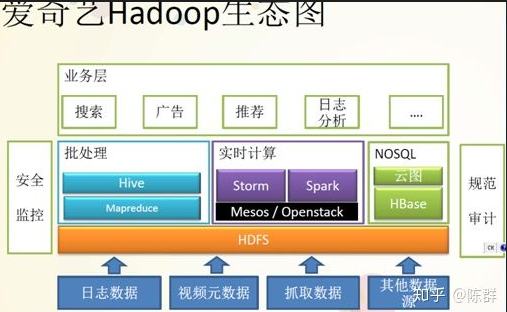 爱奇艺Hadoop生态图
业务层
搜索
广告
推荐
日志
分析
....
安全
监控
批处理
Hive
Mapreduce
实时计算
Storm
Spark
Mesos / Openstack
NOSQL
云图
HBase
规范
审计
HDFS
日志数据
视频元数据
抓取数据
其他数据
源
CK
知乎 @陈群